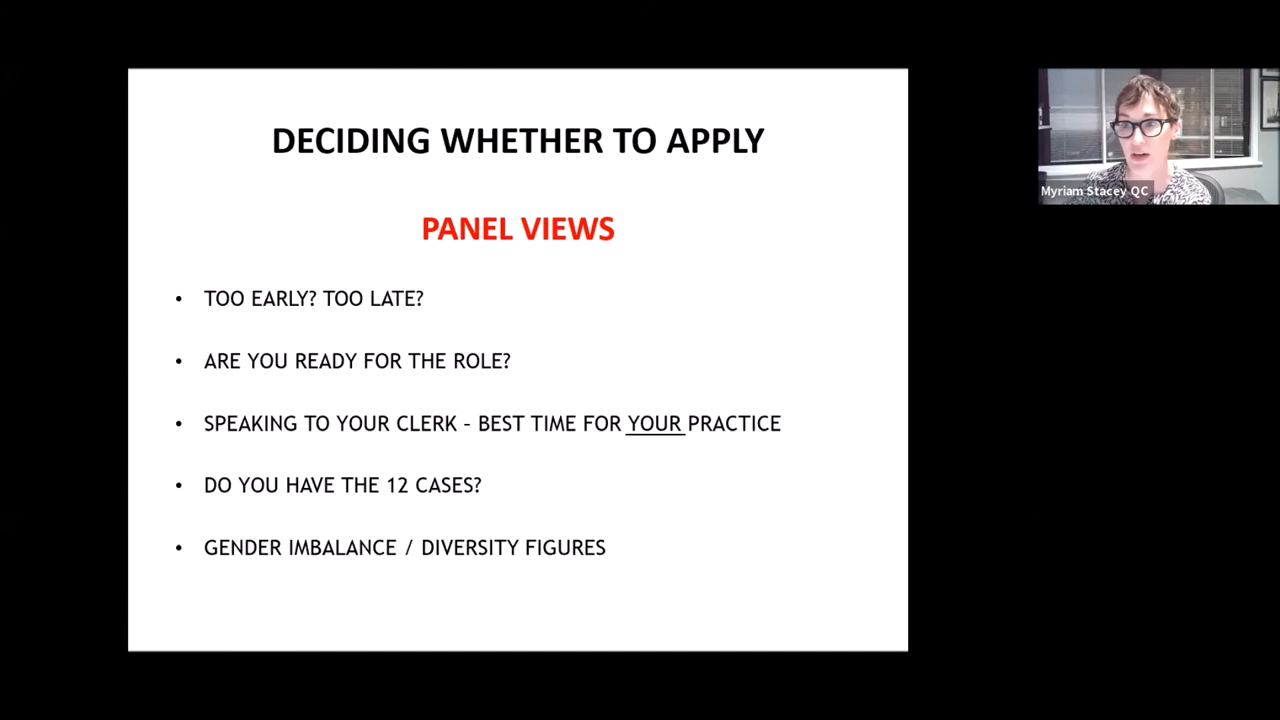 DECIDING WHETHER TO APPLY
PANEL VIEWS
• TOO EARLY? TOO LATE?
• ARE YOU READY FOR THE ROLE?
• SPEAKING TO YOUR CLERK – BEST TIME FOR YOUR PRACTICE
• DO YOU HAVE THE 12 CASES?
• GENDER IMBALANCE / DIVERSITY FIGURES
Myriam Stacey QC